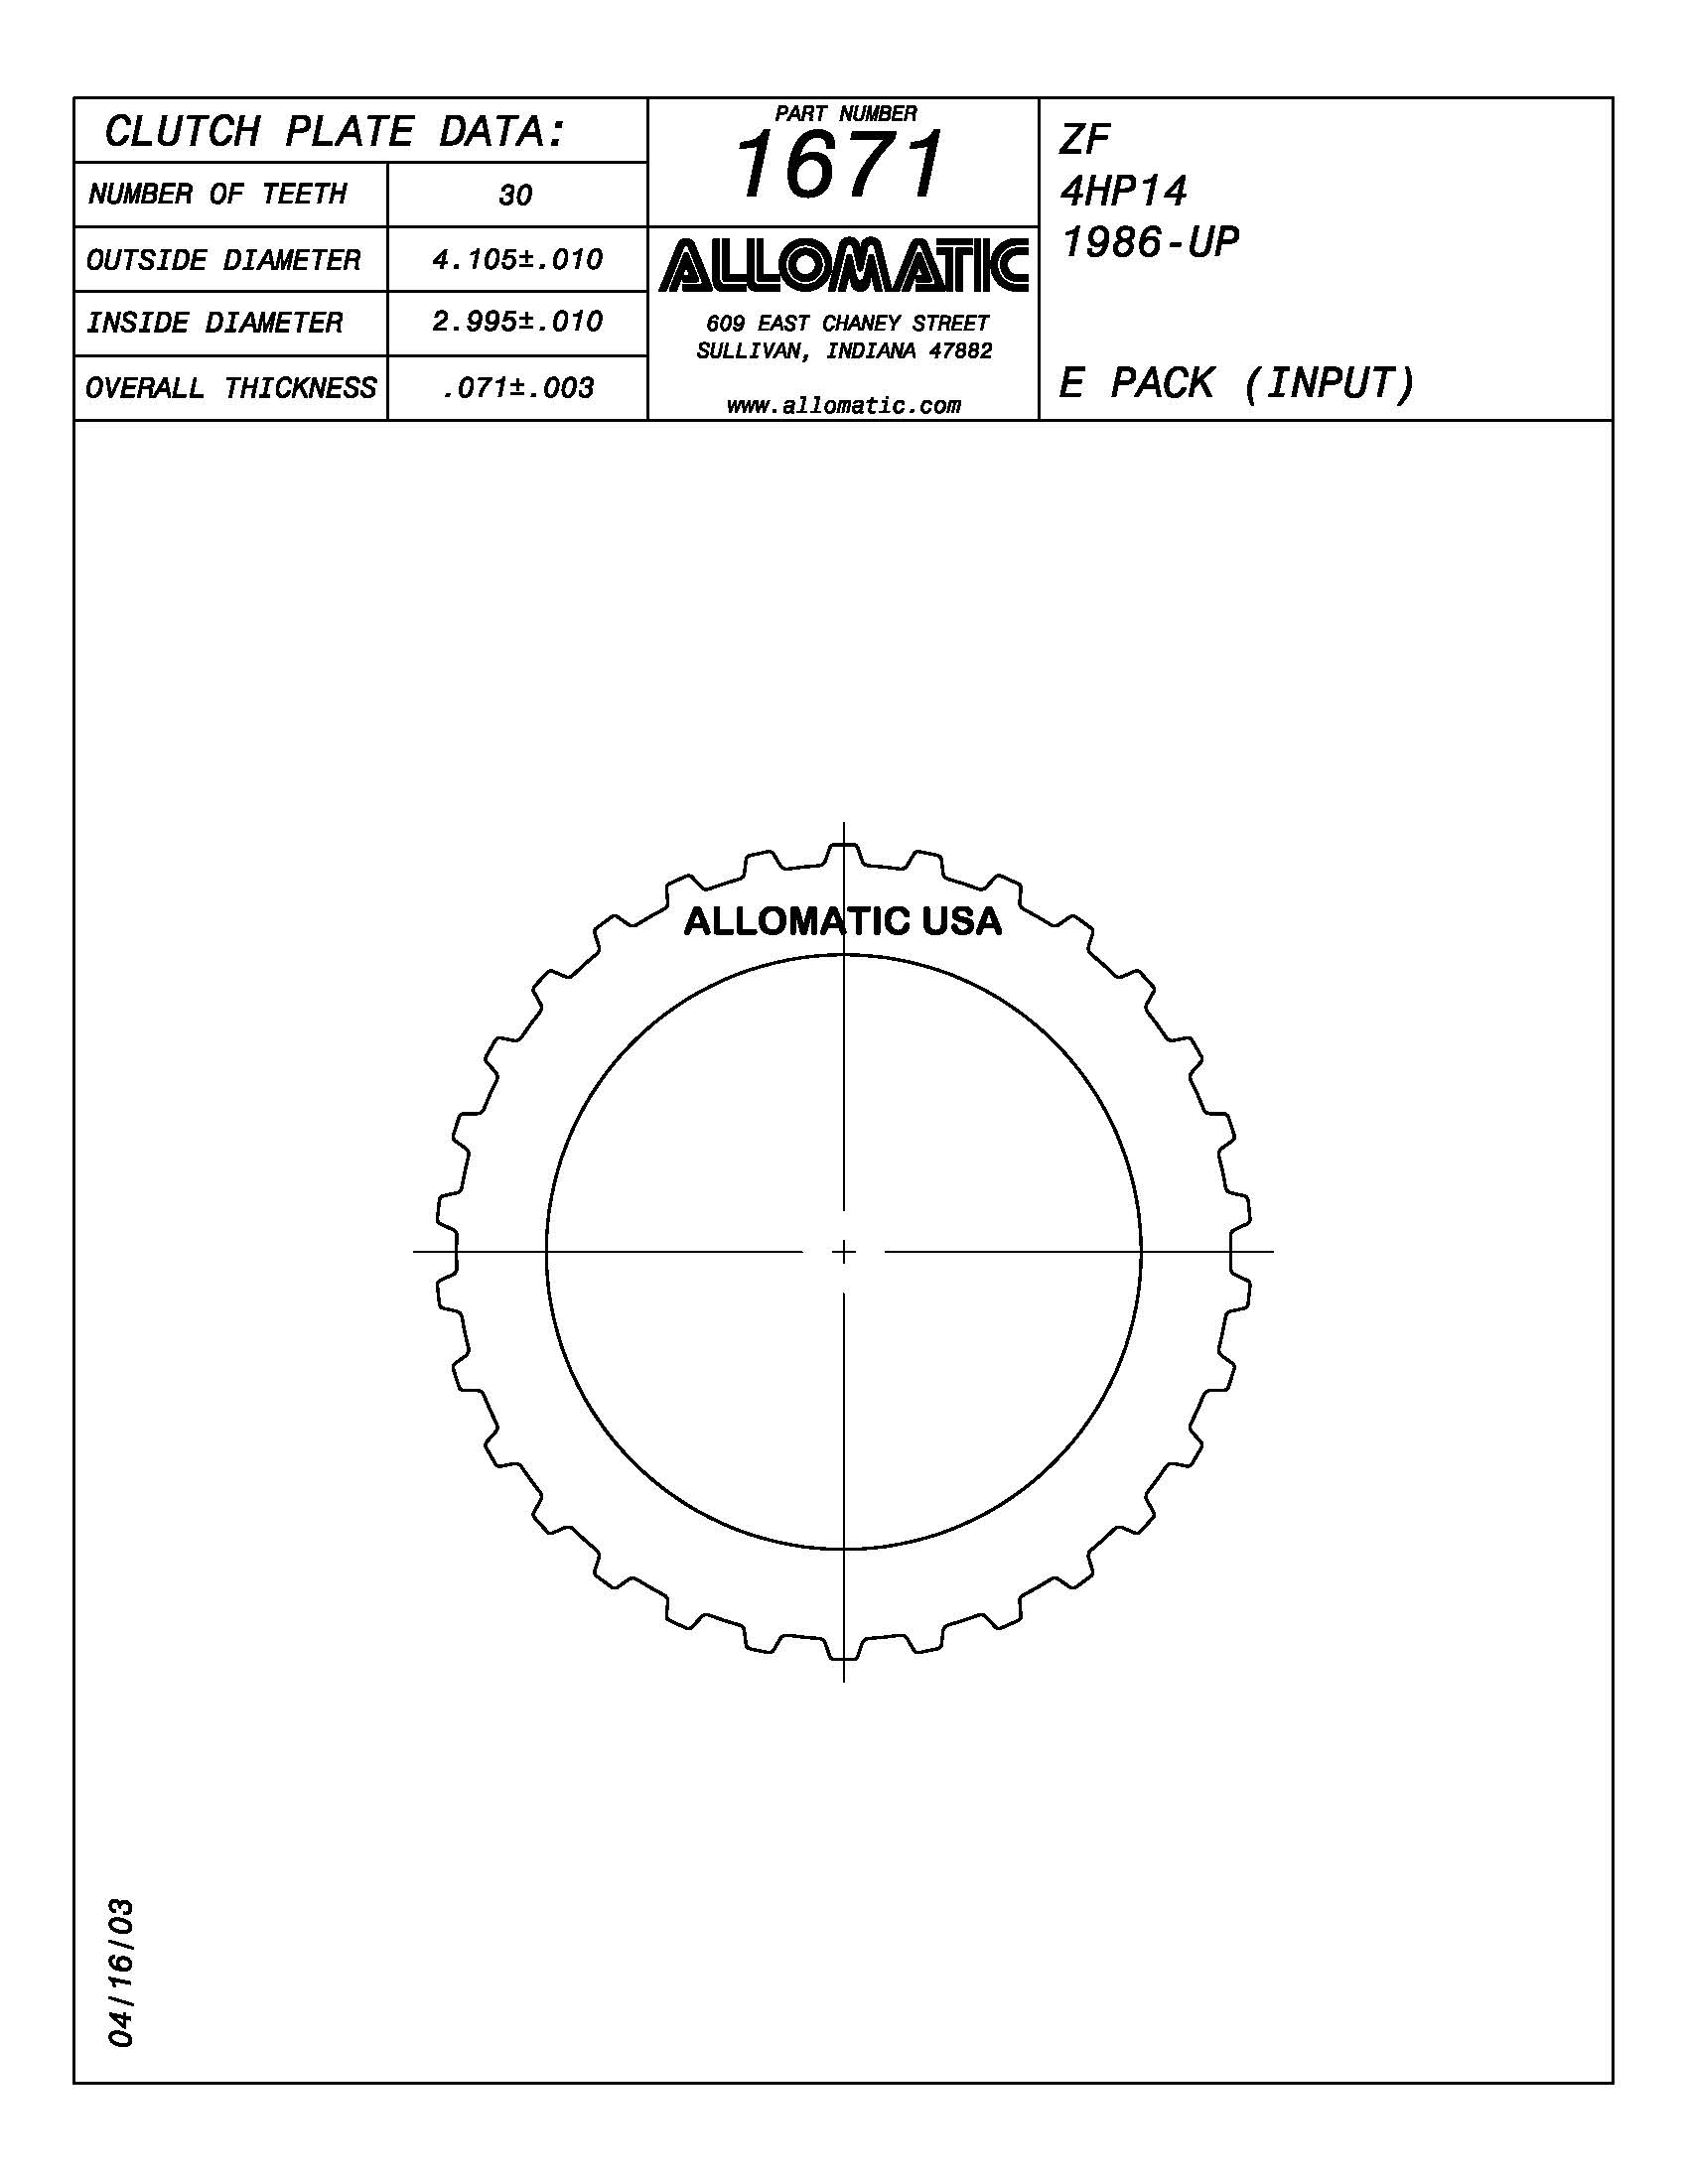 CLUTCH PLATE DATA:
NUMBER OF TEETH 30
OUTSIDE DIAMETER 4.105±.010
INSIDE DIAMETER 2.995±.010
OVERALL THICKNESS .071±.003
PART NUMBER
1671
ALLOMATIC
609 EAST CHANEY STREET
SULLIVAN, INDIANA 47882
www.allomatic.com
ZF
4HP14
1986-UP
E PACK (INPUT)
ALLOMATIC USA
04/16/03